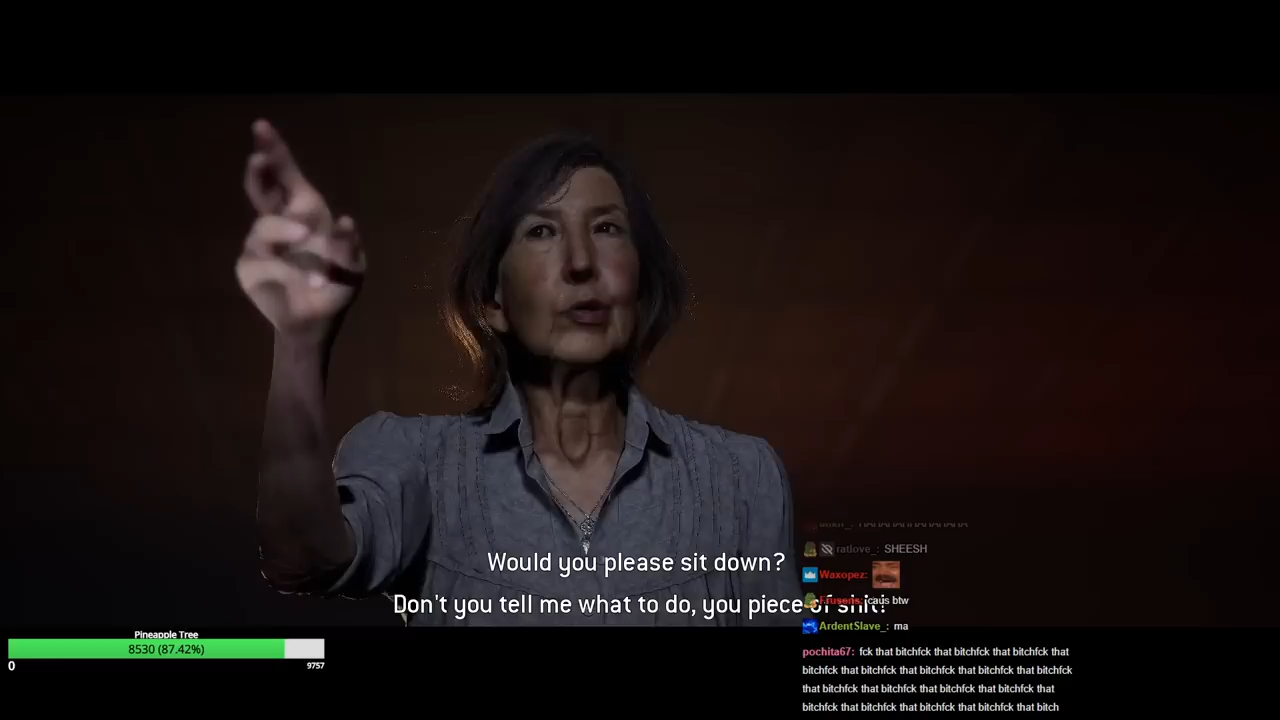 ratlove_: SHEESH
Waxopez:
Would you please sit down?
Don't you tell me what to do, you piece of shit!
caus btw
ArdentSlave_: ma
Pineapple Tree
8530 (87.42%)
0
9757
pochita67: fck that bitchfck that bitchfck that bitchfck that
bitchfck that bitchfck that bitchfck that bitchfck that bitchfck
that bitchfck that bitchfck that bitchfck that bitchfck that
bitchfck that bitchfck that bitchfck that bitchfck that bitch